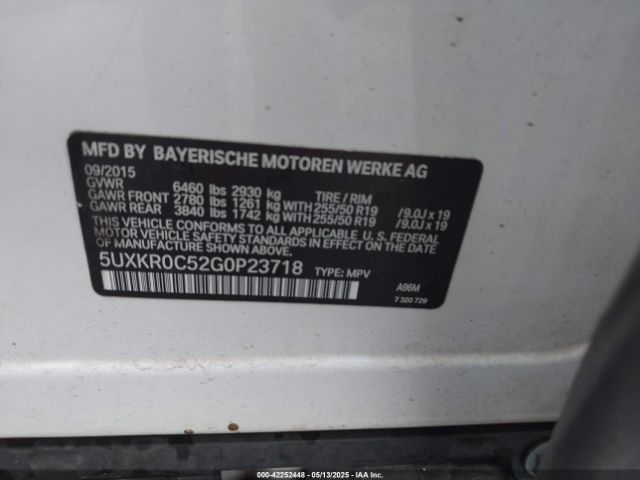 MFD BY BAYERISCHE MOTOREN WERKE AG
09/2015
GVWR 6460 lbs 2930 kg TIRE / RIM
GAWR FRONT 2780 lbs 1261 kg WITH 255/50 R19 /9.0J x 19
GAWR REAR 3840 lbs 1742 kg WITH 255/50 R19 /9.0J x 19
THIS VEHICLE CONFORMS TO ALL APPLICABLE U.S. FEDERAL
MOTOR VEHICLE SAFETY STANDARDS IN EFFECT ON
THE DATE OF MANUFACTURE SHOWN ABOVE.
5UXKR0C52G0P23718 TYPE: MPV
A96M
7 320 729
000-42252448 - 05/13/2025 - IAA Inc.